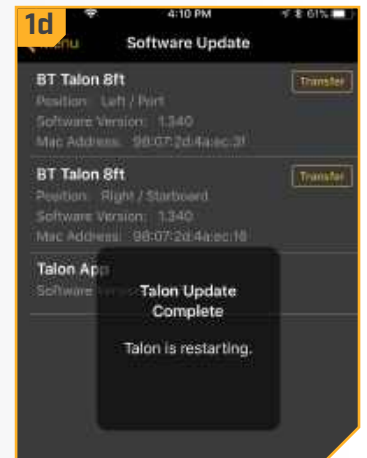 1d
4:10 PM
61%
Menu
Software Update
BT Talon 8ft
Transfer
Position: Left / Port
Software Version: 1.340
Mac Address: 98:07:2d:4a:ec:3f
BT Talon 8ft
Transfer
Position: Right / Starboard
Software Version: 1.340
Mac Address: 98:07:2d:4a:ec:16
Talon App
Software
Talon Update
Complete
Talon is restarting.